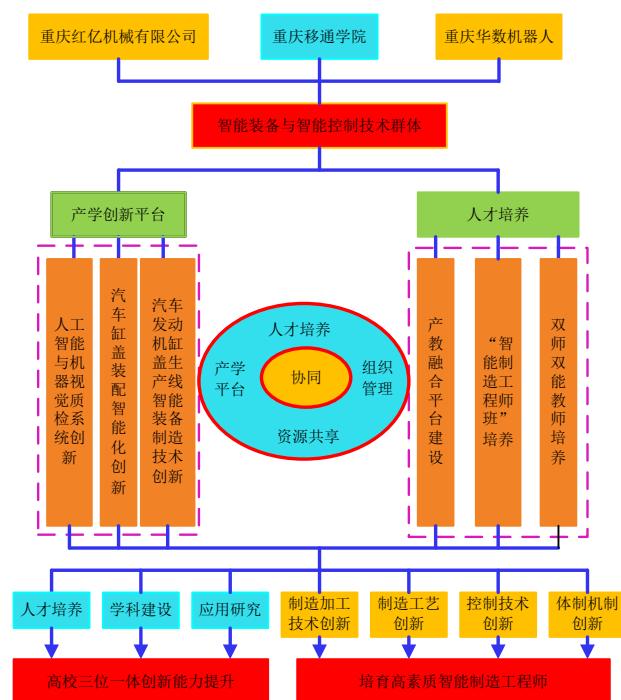 重庆红亿机械有限公司
重庆移通学院
重庆华数机器人
智能装备与智能控制技术群体
产学创新平台
人才培养
人工
智能
与机
器视
觉质
检系
统创
新
汽
车
缸
盖
装
配
智
能
化
创
新
汽车
发动
机缸
盖生
产线
智能
装备
制造
技术
创新
人才培养
产学
平台
协同
组织
管理
资源共享
产
教
融
合
平
台
建
设
“智
能制
造工
程师
班”
培养
双
师
双
能
教
师
培
养
人才培养
学科建设
应用研究
制造加工
技术创新
制造工艺
创新
控制技术
创新
体制机制
创新
高校三位一体创新能力提升
培育高素质智能制造工程师